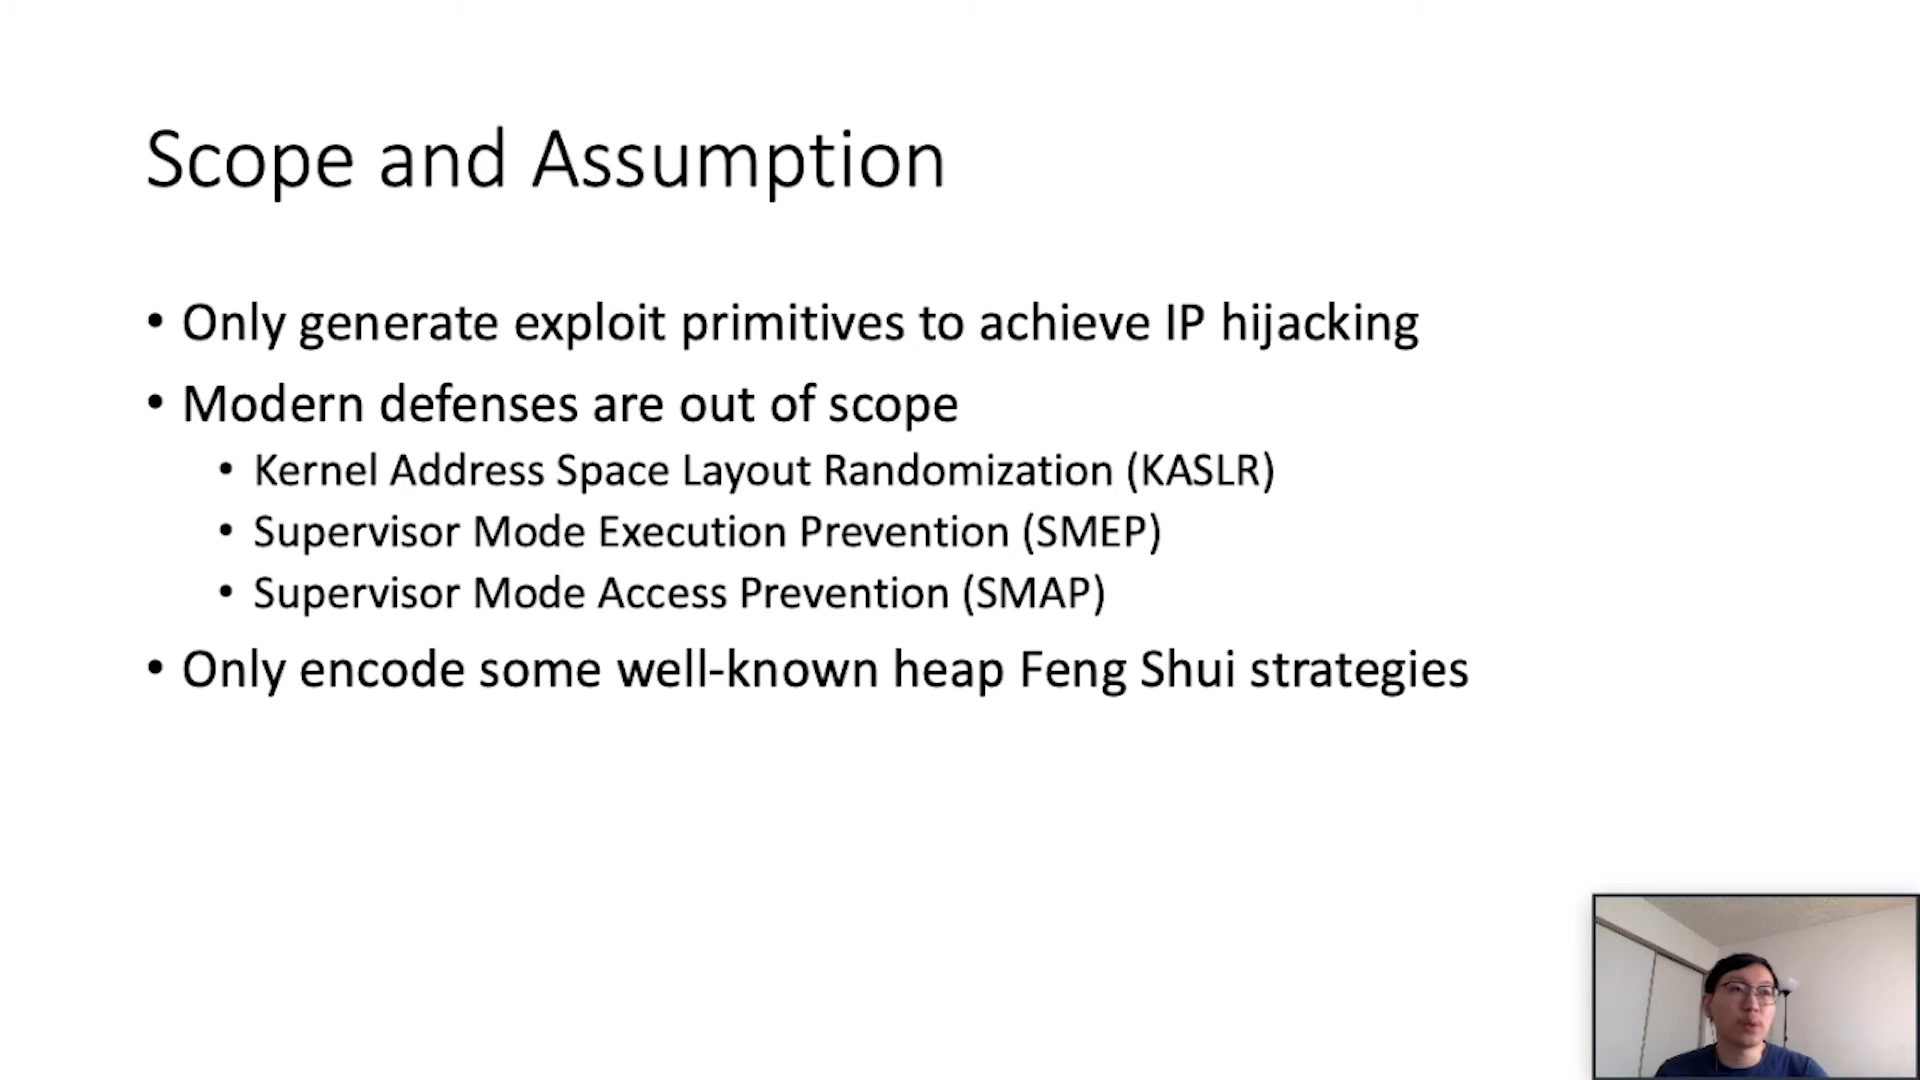 Scope and Assumption
• Only generate exploit primitives to achieve IP hijacking
• Modern defenses are out of scope
• Kernel Address Space Layout Randomization (KASLR)
• Supervisor Mode Execution Prevention (SMEP)
• Supervisor Mode Access Prevention (SMAP)
• Only encode some well-known heap Feng Shui strategies